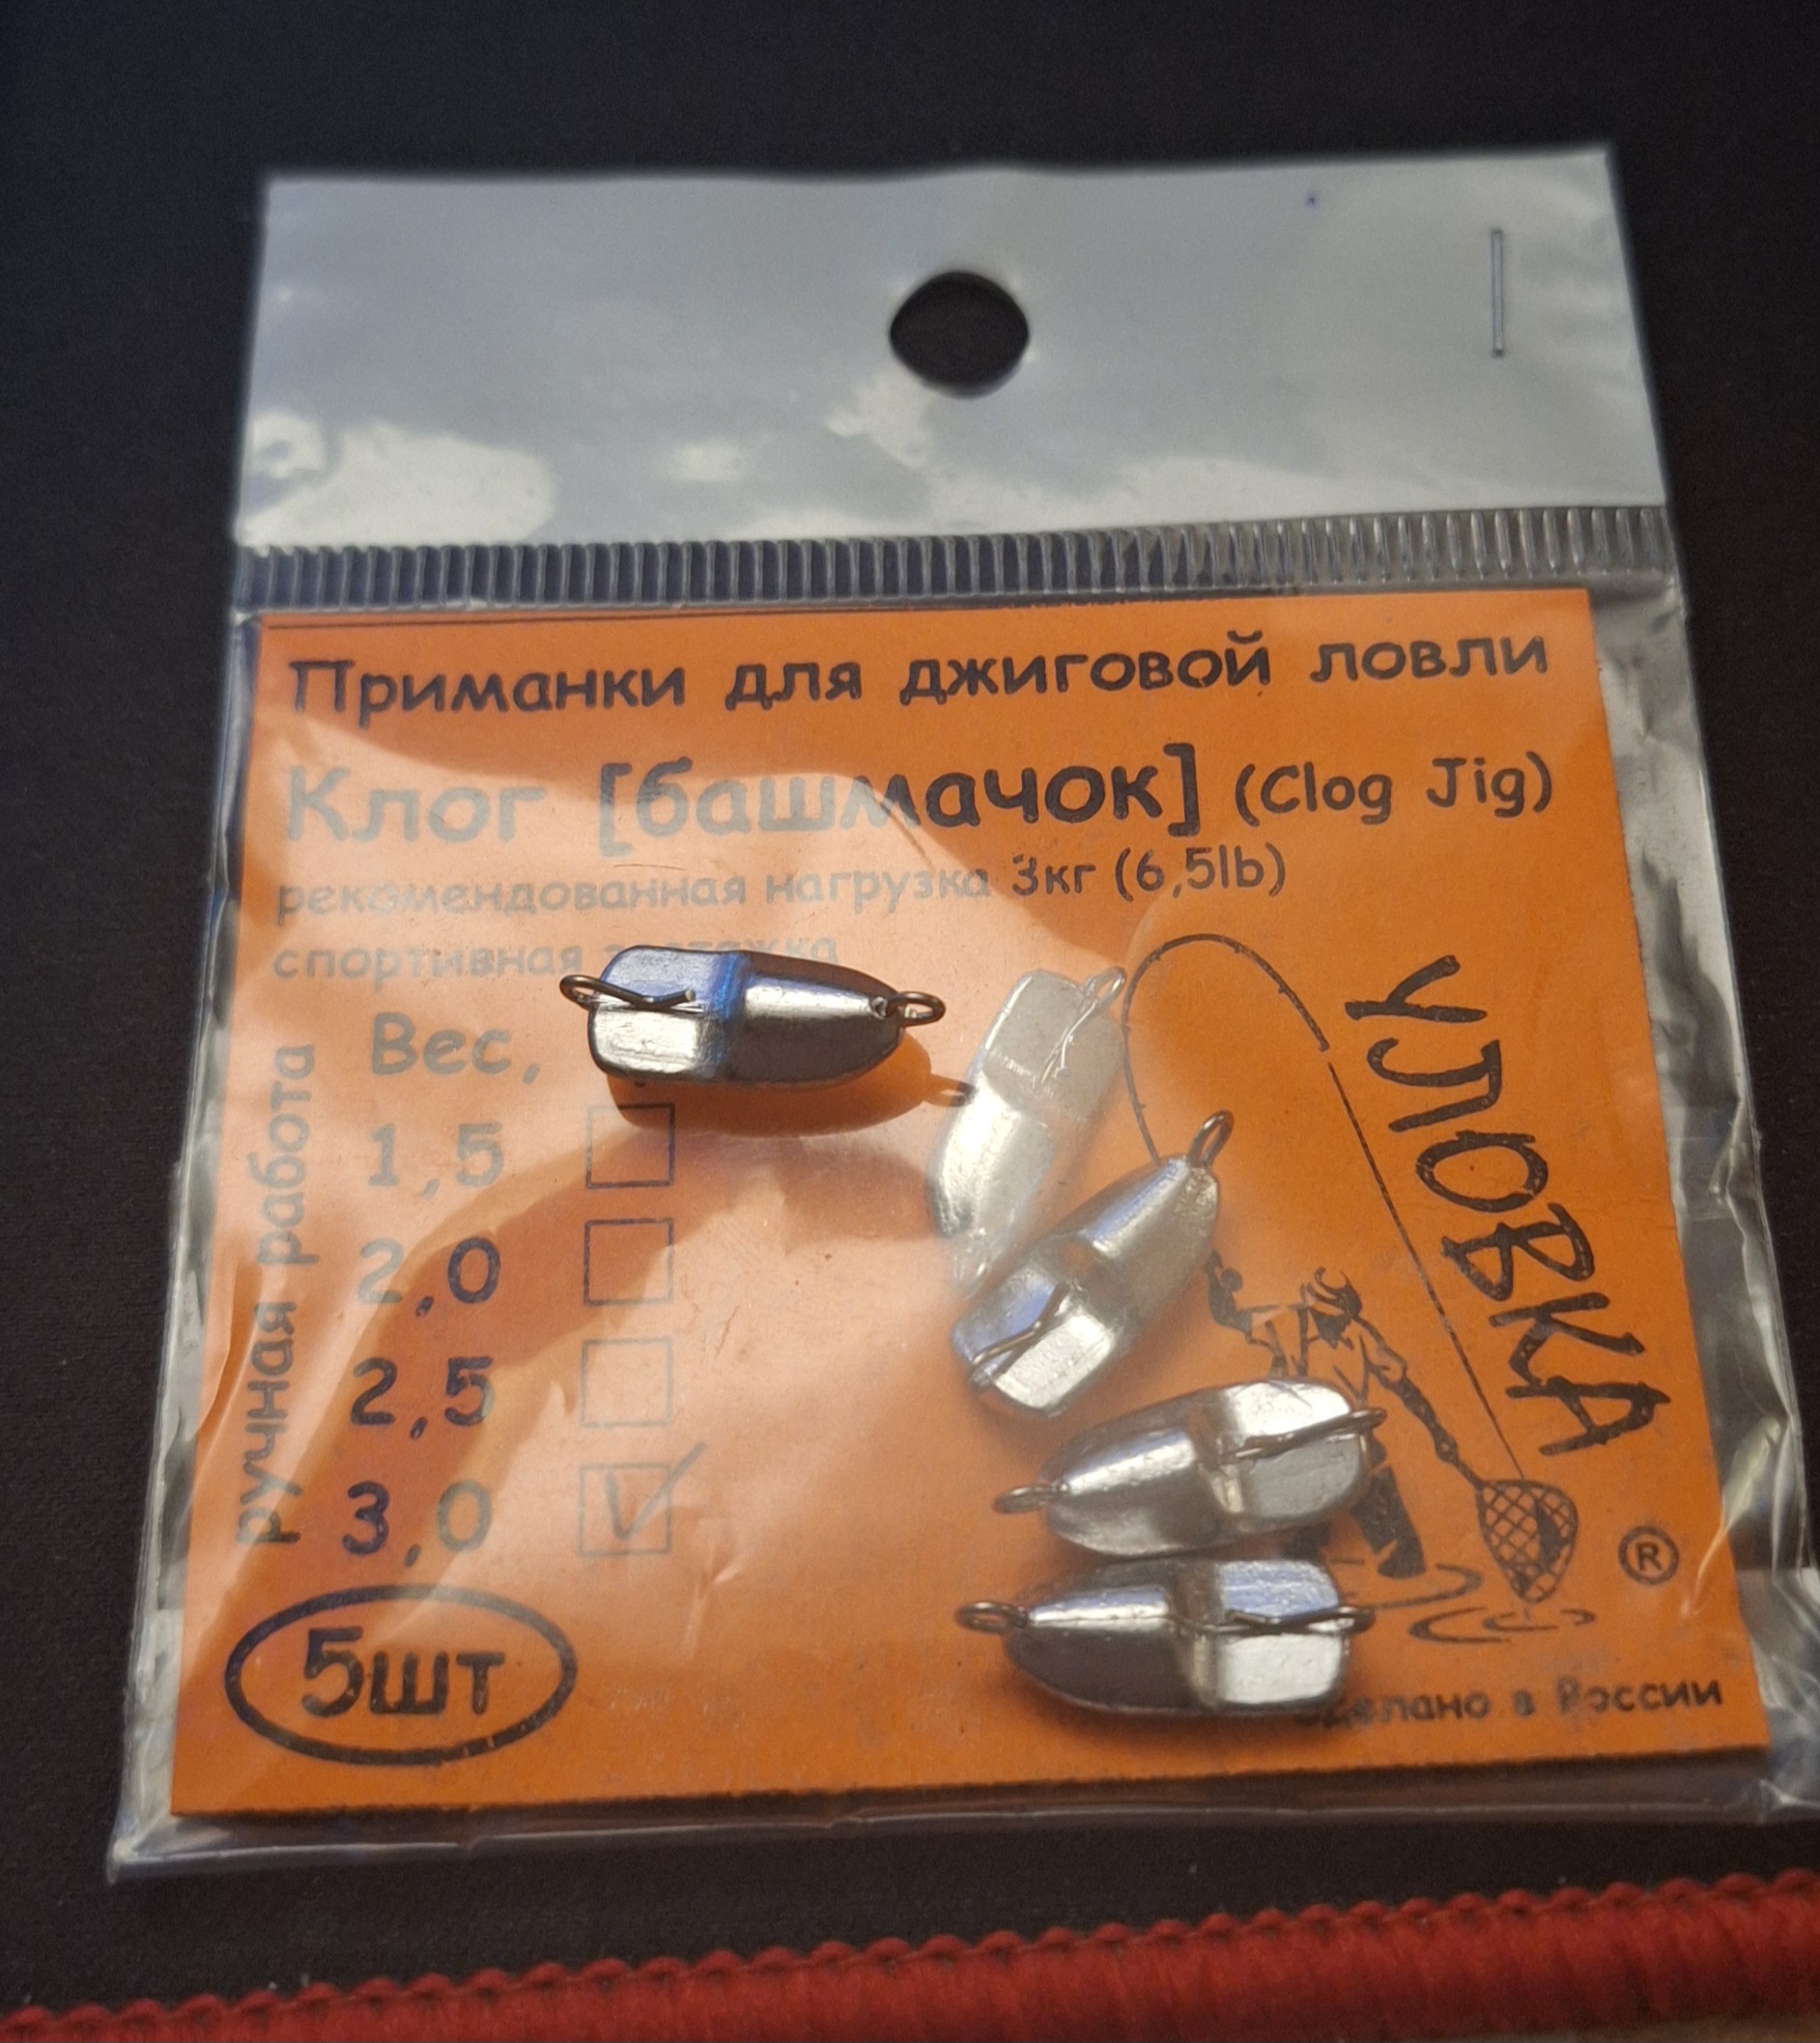 Приманки для джиговой ловли
Клог [башмачок] (Clog Jig)
рекомендованная нагрузка 3кг (6,5lb)
спортивная
ручная работа
Вес,
1,5
2,0
2,5
3,0
5шт
УЛОВКА
®
Сделано в России